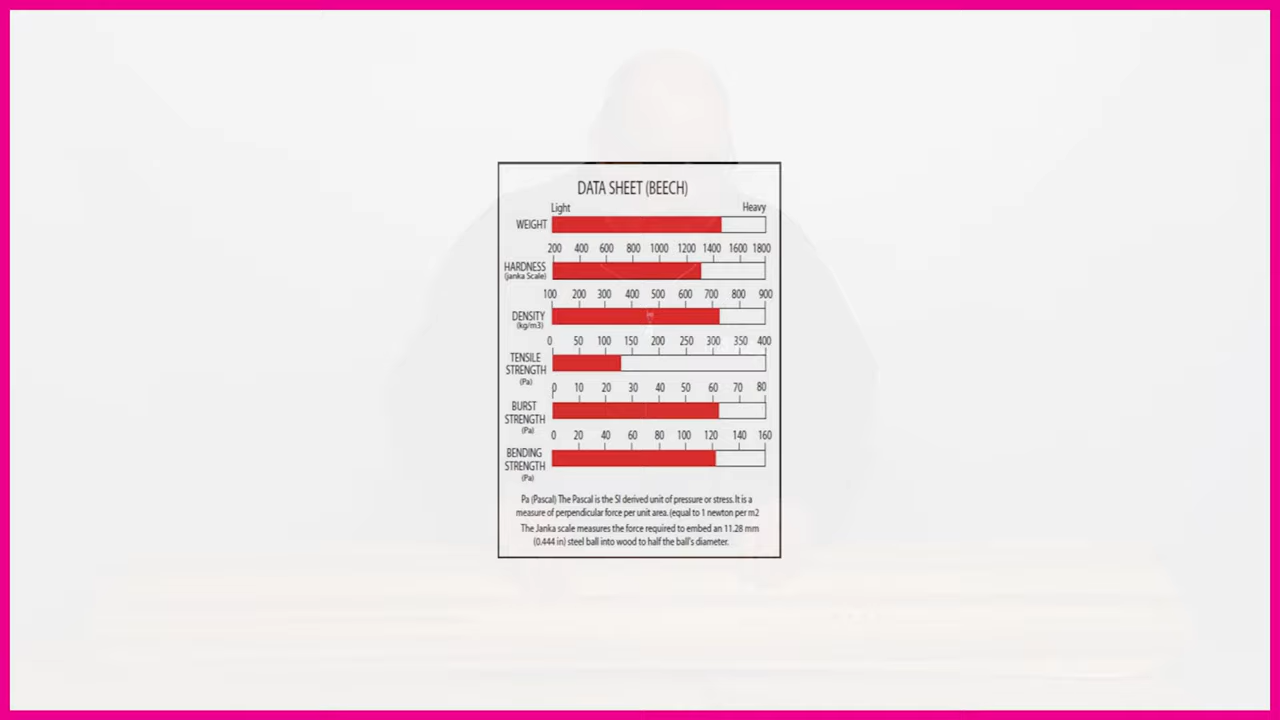 DATA SHEET (BEECH)
Light Heavy
WEIGHT
200 400 600 800 1000 1200 1400 1600 1800
HARDNESS
(janka Scale)
100 200 300 400 500 600 700 800 900
DENSITY
(kg/m3)
0 50 100 150 200 250 300 350 400
TENSILE
STRENGTH
(Pa)
0 10 20 30 40 50 60 70 80
BURST
STRENGTH
(Pa)
0 20 40 60 80 100 120 140 160
BENDING
STRENGTH
(Pa)
Pa (Pascal) The Pascal is the SI derived unit of pressure or stress. It is a
measure of perpendicular force per unit area. (equal to 1 newton per m2
The Janka scale measures the force required to embed an 11.28 mm
(0.444 in) steel ball into wood to half the ball's diameter.